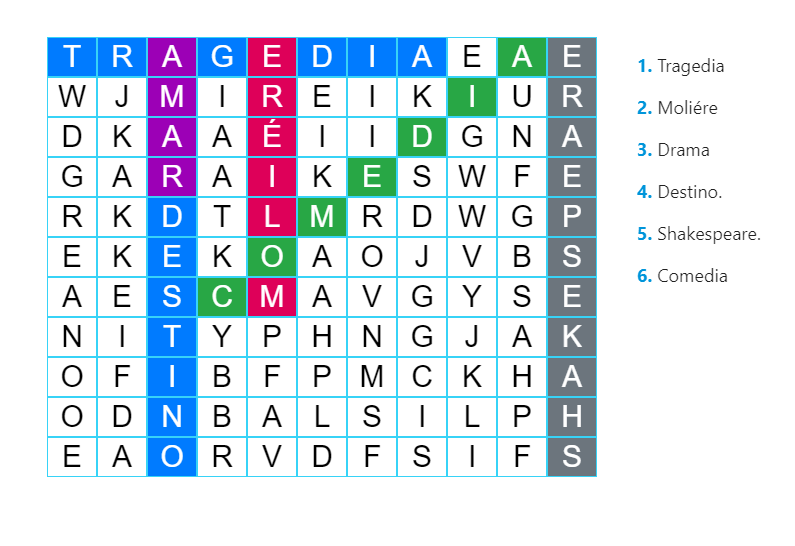 T R A G E D I A E A E
W J M I R E I K I U R
D K A A É I I D G N A
G A R A I K E S W F E
R K D T L M R D W G P
E K E K O A O J V B S
A E S C M A V G Y S E
N I T Y P H N G J A K
O F I B F P M C K H A
O D N B A L S I L P H
E A O R V D F S I F S
1. Tragedia
2. Moliére
3. Drama
4. Destino.
5. Shakespeare.
6. Comedia